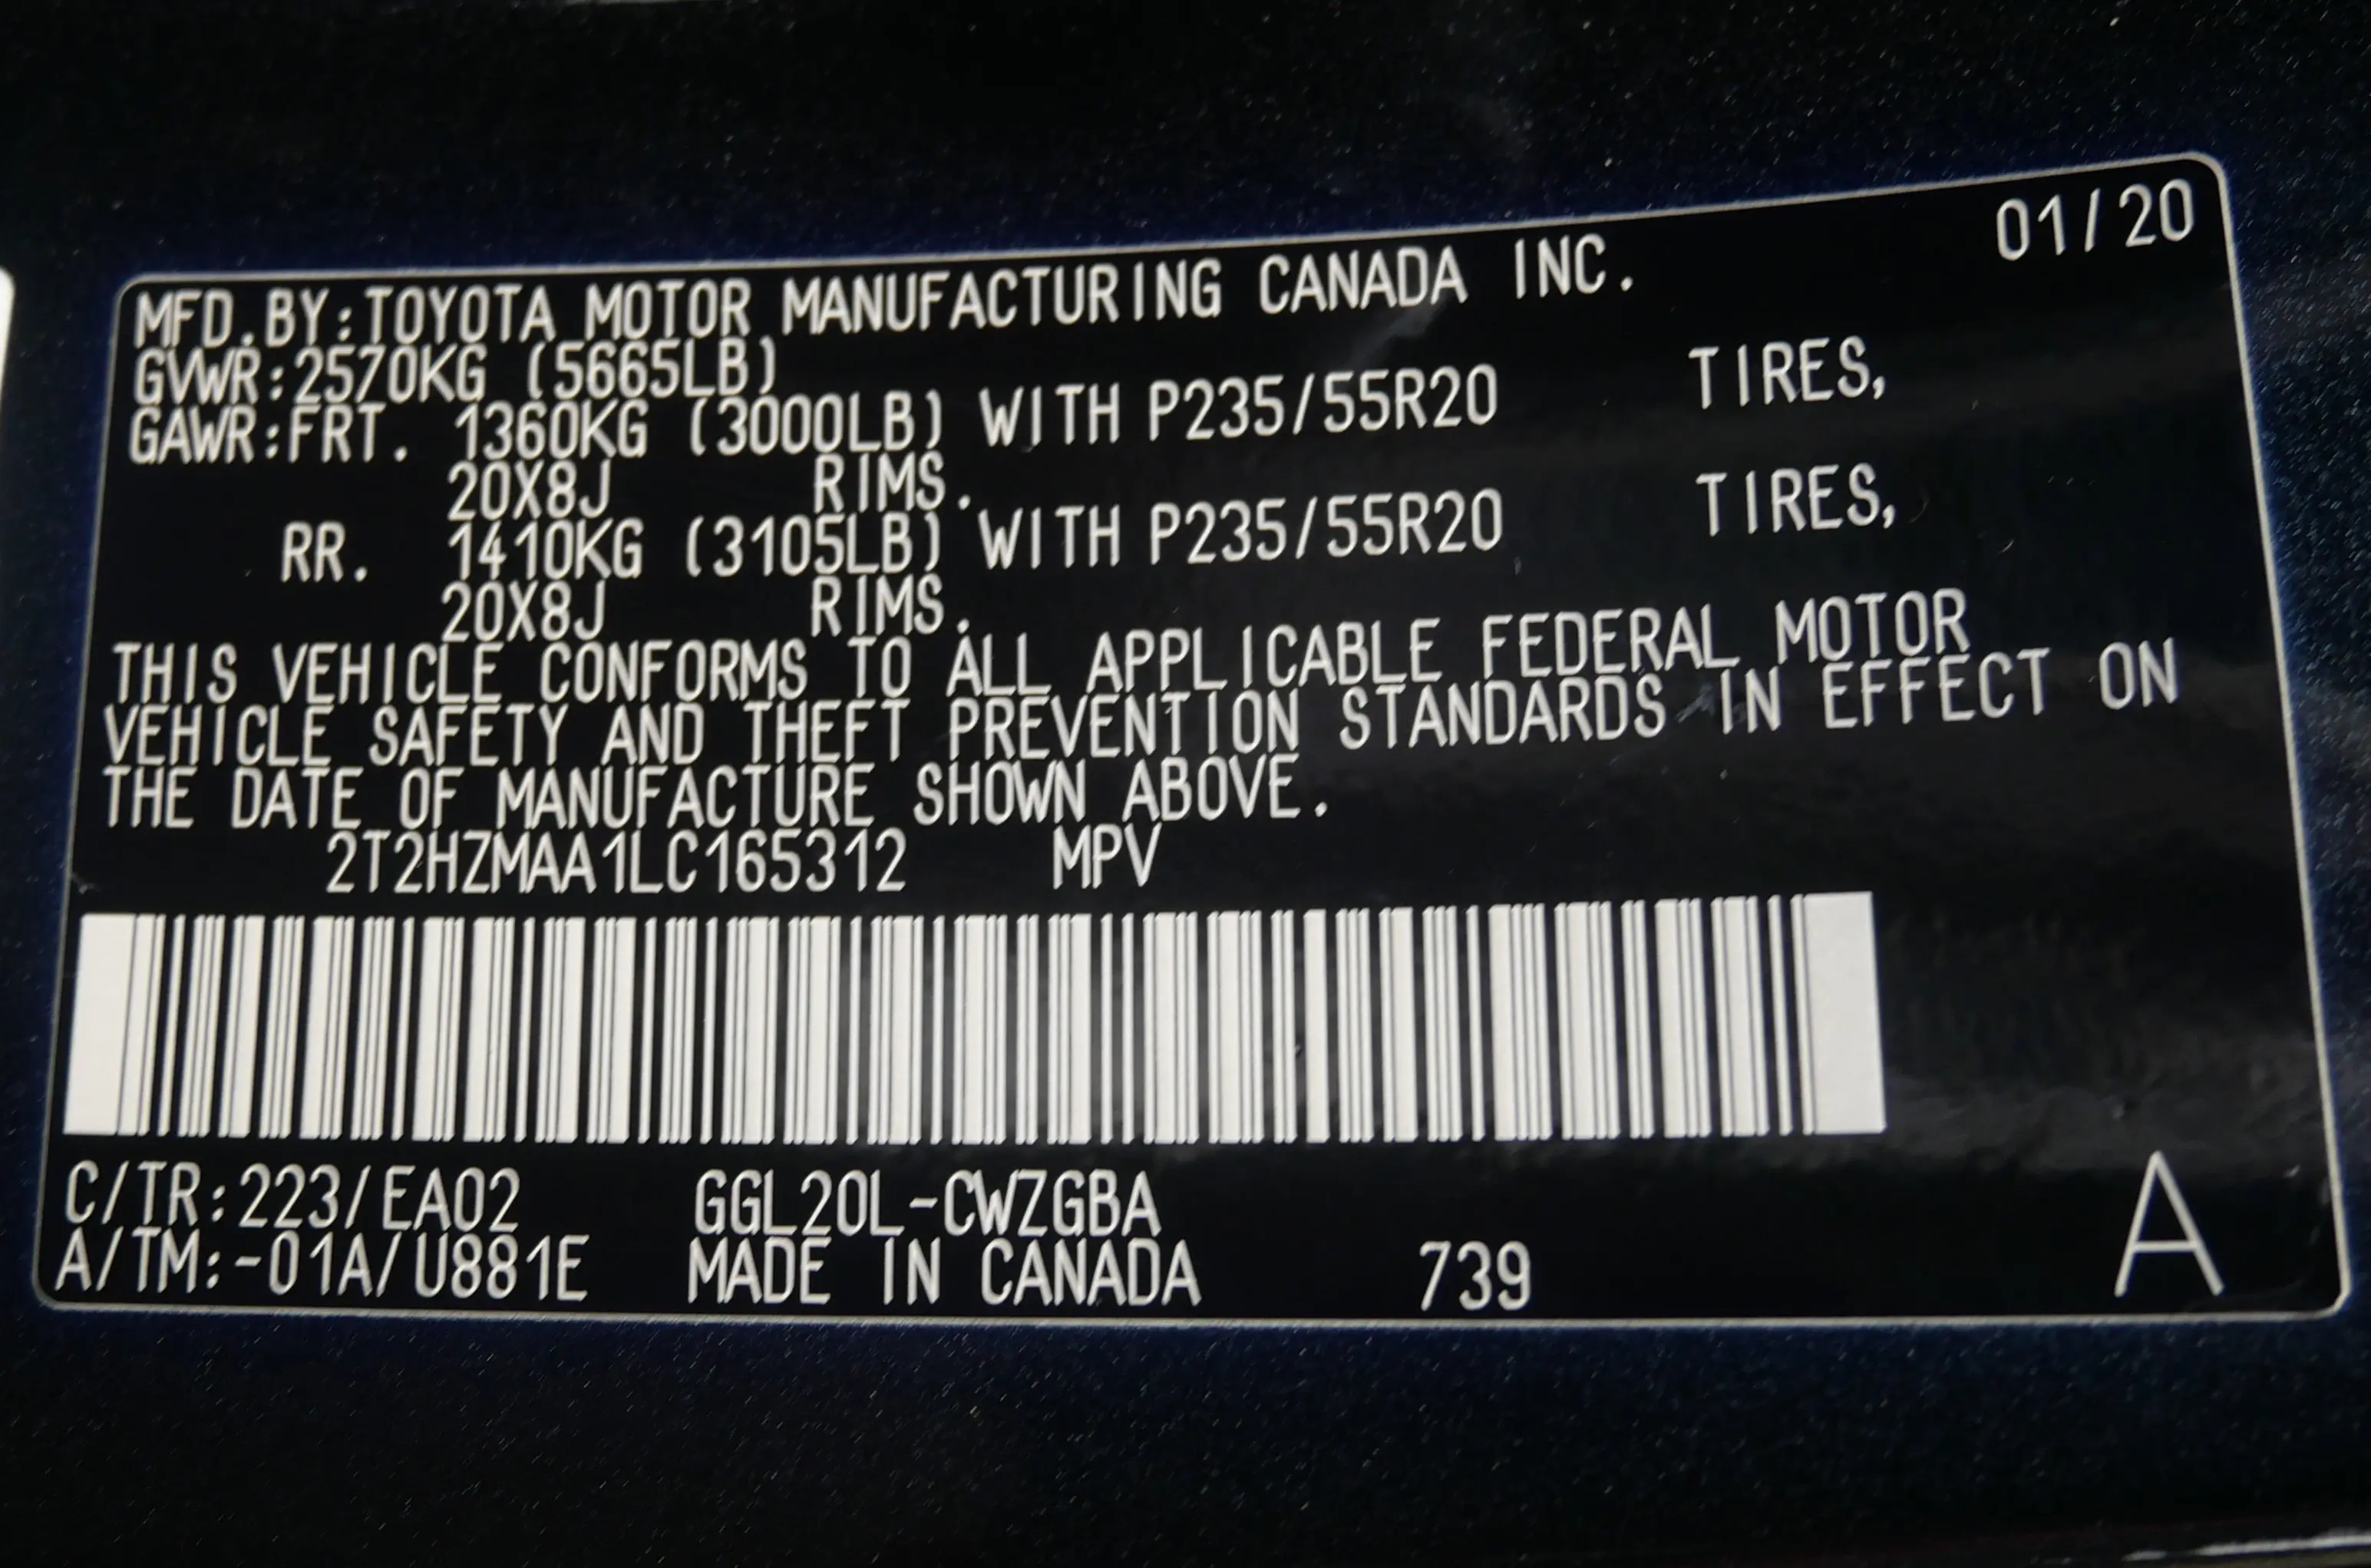 01/20
MFD.BY:TOYOTA MOTOR MANUFACTURING CANADA INC.
GVWR:2570KG (5665LB)
GAWR:FRT. 1360KG (3000LB) WITH P235/55R20 TIRES,
20X8J RIMS.
RR. 1410KG (3105LB) WITH P235/55R20 TIRES,
20X8J RIMS.
THIS VEHICLE CONFORMS TO ALL APPLICABLE FEDERAL MOTOR
VEHICLE SAFETY AND THEFT PREVENTION STANDARDS IN EFFECT ON
THE DATE OF MANUFACTURE SHOWN ABOVE.
2T2HZMAA1LC165312 MPV
C/TR:223/EA02 GGL20L-CWZGBA
A/TM:-01A/U881E MADE IN CANADA 739
A